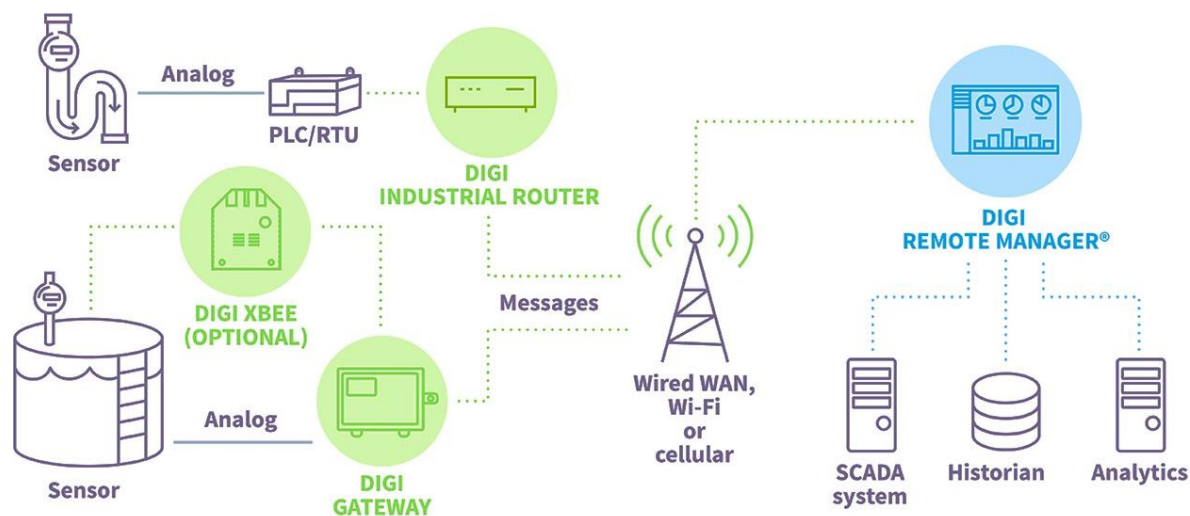 Analog
PLC/RTU
Sensor
DIGI
INDUSTRIAL ROUTER
DIGI XBEE
(OPTIONAL)
Analog
Sensor
DIGI
GATEWAY
Messages
Wired WAN,
Wi-Fi
or
cellular
DIGI
REMOTE MANAGER®
SCADA
system
Historian
Analytics